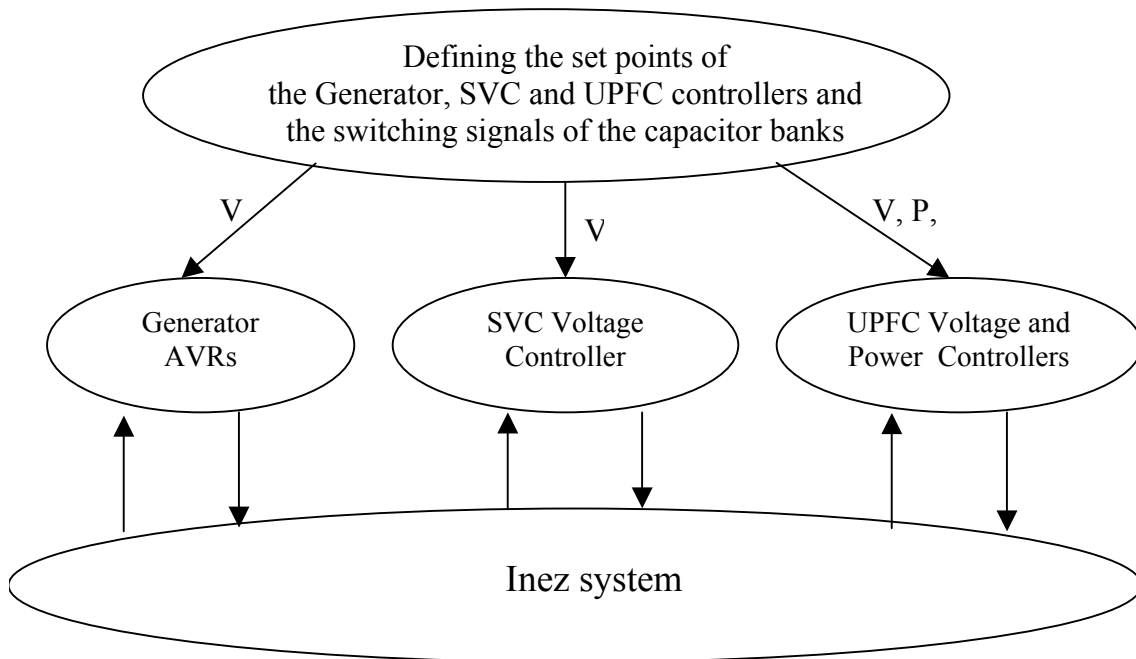 Defining the set points of
the Generator, SVC and UPFC controllers and
the switching signals of the capacitor banks
V
V
V, P,
Generator
AVRs
SVC Voltage
Controller
UPFC Voltage and
Power Controllers
Inez system